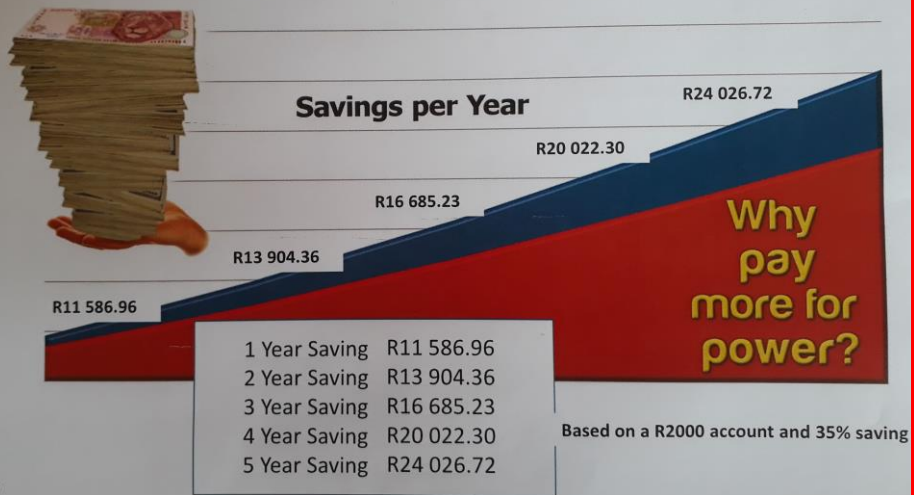 Savings per Year
R24 026.72
R20 022.30
R16 685.23
R13 904.36
R11 586.96
Why
pay
more for
power?
1 Year Saving R11 586.96
2 Year Saving R13 904.36
3 Year Saving R16 685.23
4 Year Saving R20 022.30
5 Year Saving R24 026.72
Based on a R2000 account and 35% saving